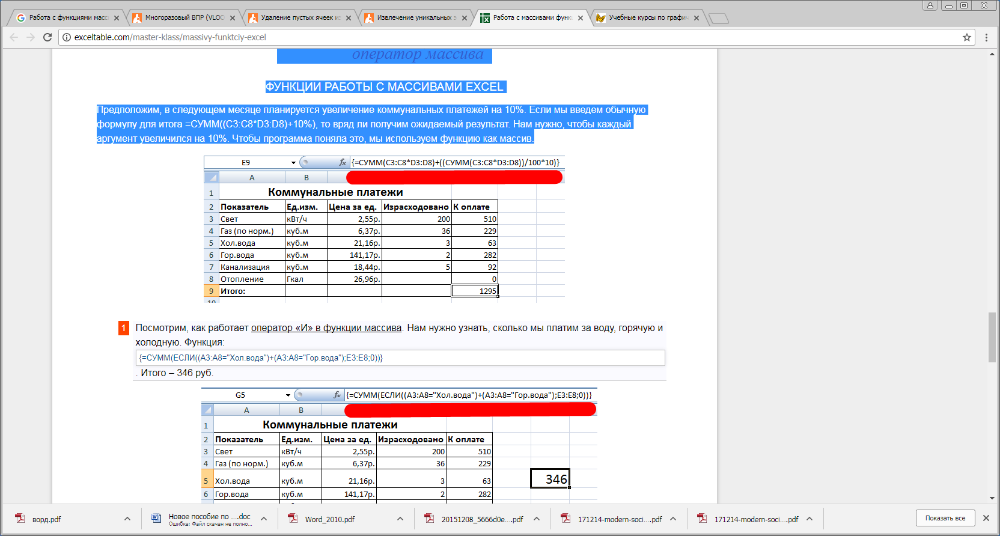 Работа с функциями масс
Многоразовый ВПР (VLOO
Удаление пустых ячеек из
Извлечение уникальных э
Работа с массивами функ
Учебные курсы по графич
exceltable.com/master-klass/massivy-funktciy-excel
оператор массива
ФУНКЦИИ РАБОТЫ С МАССИВАМИ EXCEL
Предположим, в следующем месяце планируется увеличение коммунальных платежей на 10%. Если мы введем обычную
формулу для итога =СУММ((C3:C8*D3:D8)+10%), то вряд ли получим ожидаемый результат. Нам нужно, чтобы каждый
аргумент увеличился на 10%. Чтобы программа поняла это, мы используем функцию как массив.
E9 fx {=СУММ(C3:C8*D3:D8)+((СУММ(C3:C8*D3:D8))/100*10)}
A B
1 Коммунальные платежи
2 Показатель Ед.изм. Цена за ед. Израсходовано К оплате
3 Свет кВт/ч 2,55р. 200 510
4 Газ (по норм.) куб.м 6,37р. 36 229
5 Хол.вода куб.м 21,16р. 3 63
6 Гор.вода куб.м 141,17р. 2 282
7 Канализация куб.м 18,44р. 5 92
8 Отопление Гкал 26,96р. 0
9 Итого: 1295
10
1 Посмотрим, как работает оператор «И» в функции массива. Нам нужно узнать, сколько мы платим за воду, горячую и
холодную. Функция:
{=СУММ(ЕСЛИ((A3:A8="Хол.вода")+(A3:A8="Гор.вода");E3:E8;0))}
. Итого – 346 руб.
G5 fx {=СУММ(ЕСЛИ((A3:A8="Хол.вода")+(A3:A8="Гор.вода");E3:E8;0))}
A B
1 Коммунальные платежи
2 Показатель Ед.изм. Цена за ед. Израсходовано К оплате
3 Свет кВт/ч 2,55р. 200 510
4 Газ (по норм.) куб.м 6,37р. 36 229
5 Хол.вода куб.м 21,16р. 3 63 346
6 Гор.вода куб.м 141,17р. 2 282
ворд.pdf
Новое пособие по ....doc
Ошибка: Файл скачан не полно...
Word_2010.pdf
20151208_5666d0e....pdf
171214-modern-soci....pdf
171214-modern-soci....pdf
Показать все